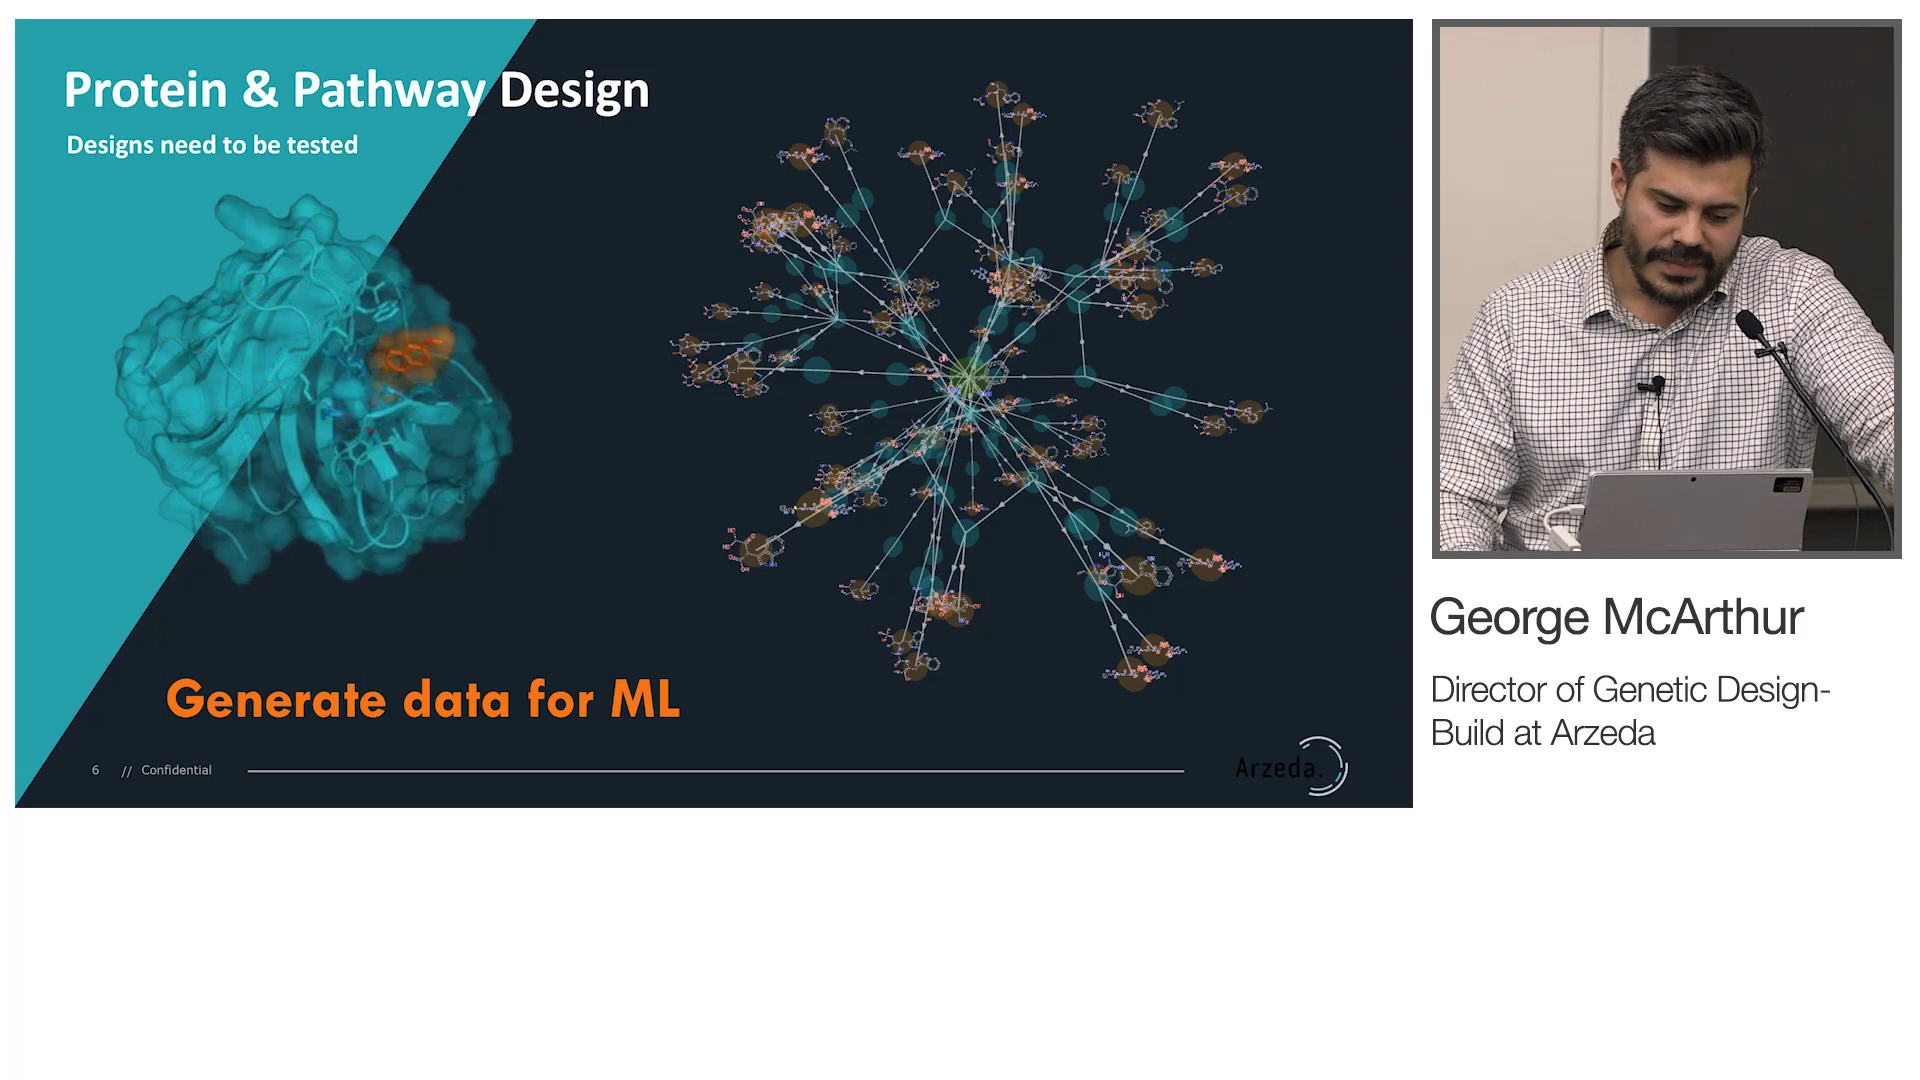 Protein & Pathway Design
Designs need to be tested
Generate data for ML
6 // Confidential
Arzeda.
George McArthur
Director of Genetic Design-
Build at Arzeda